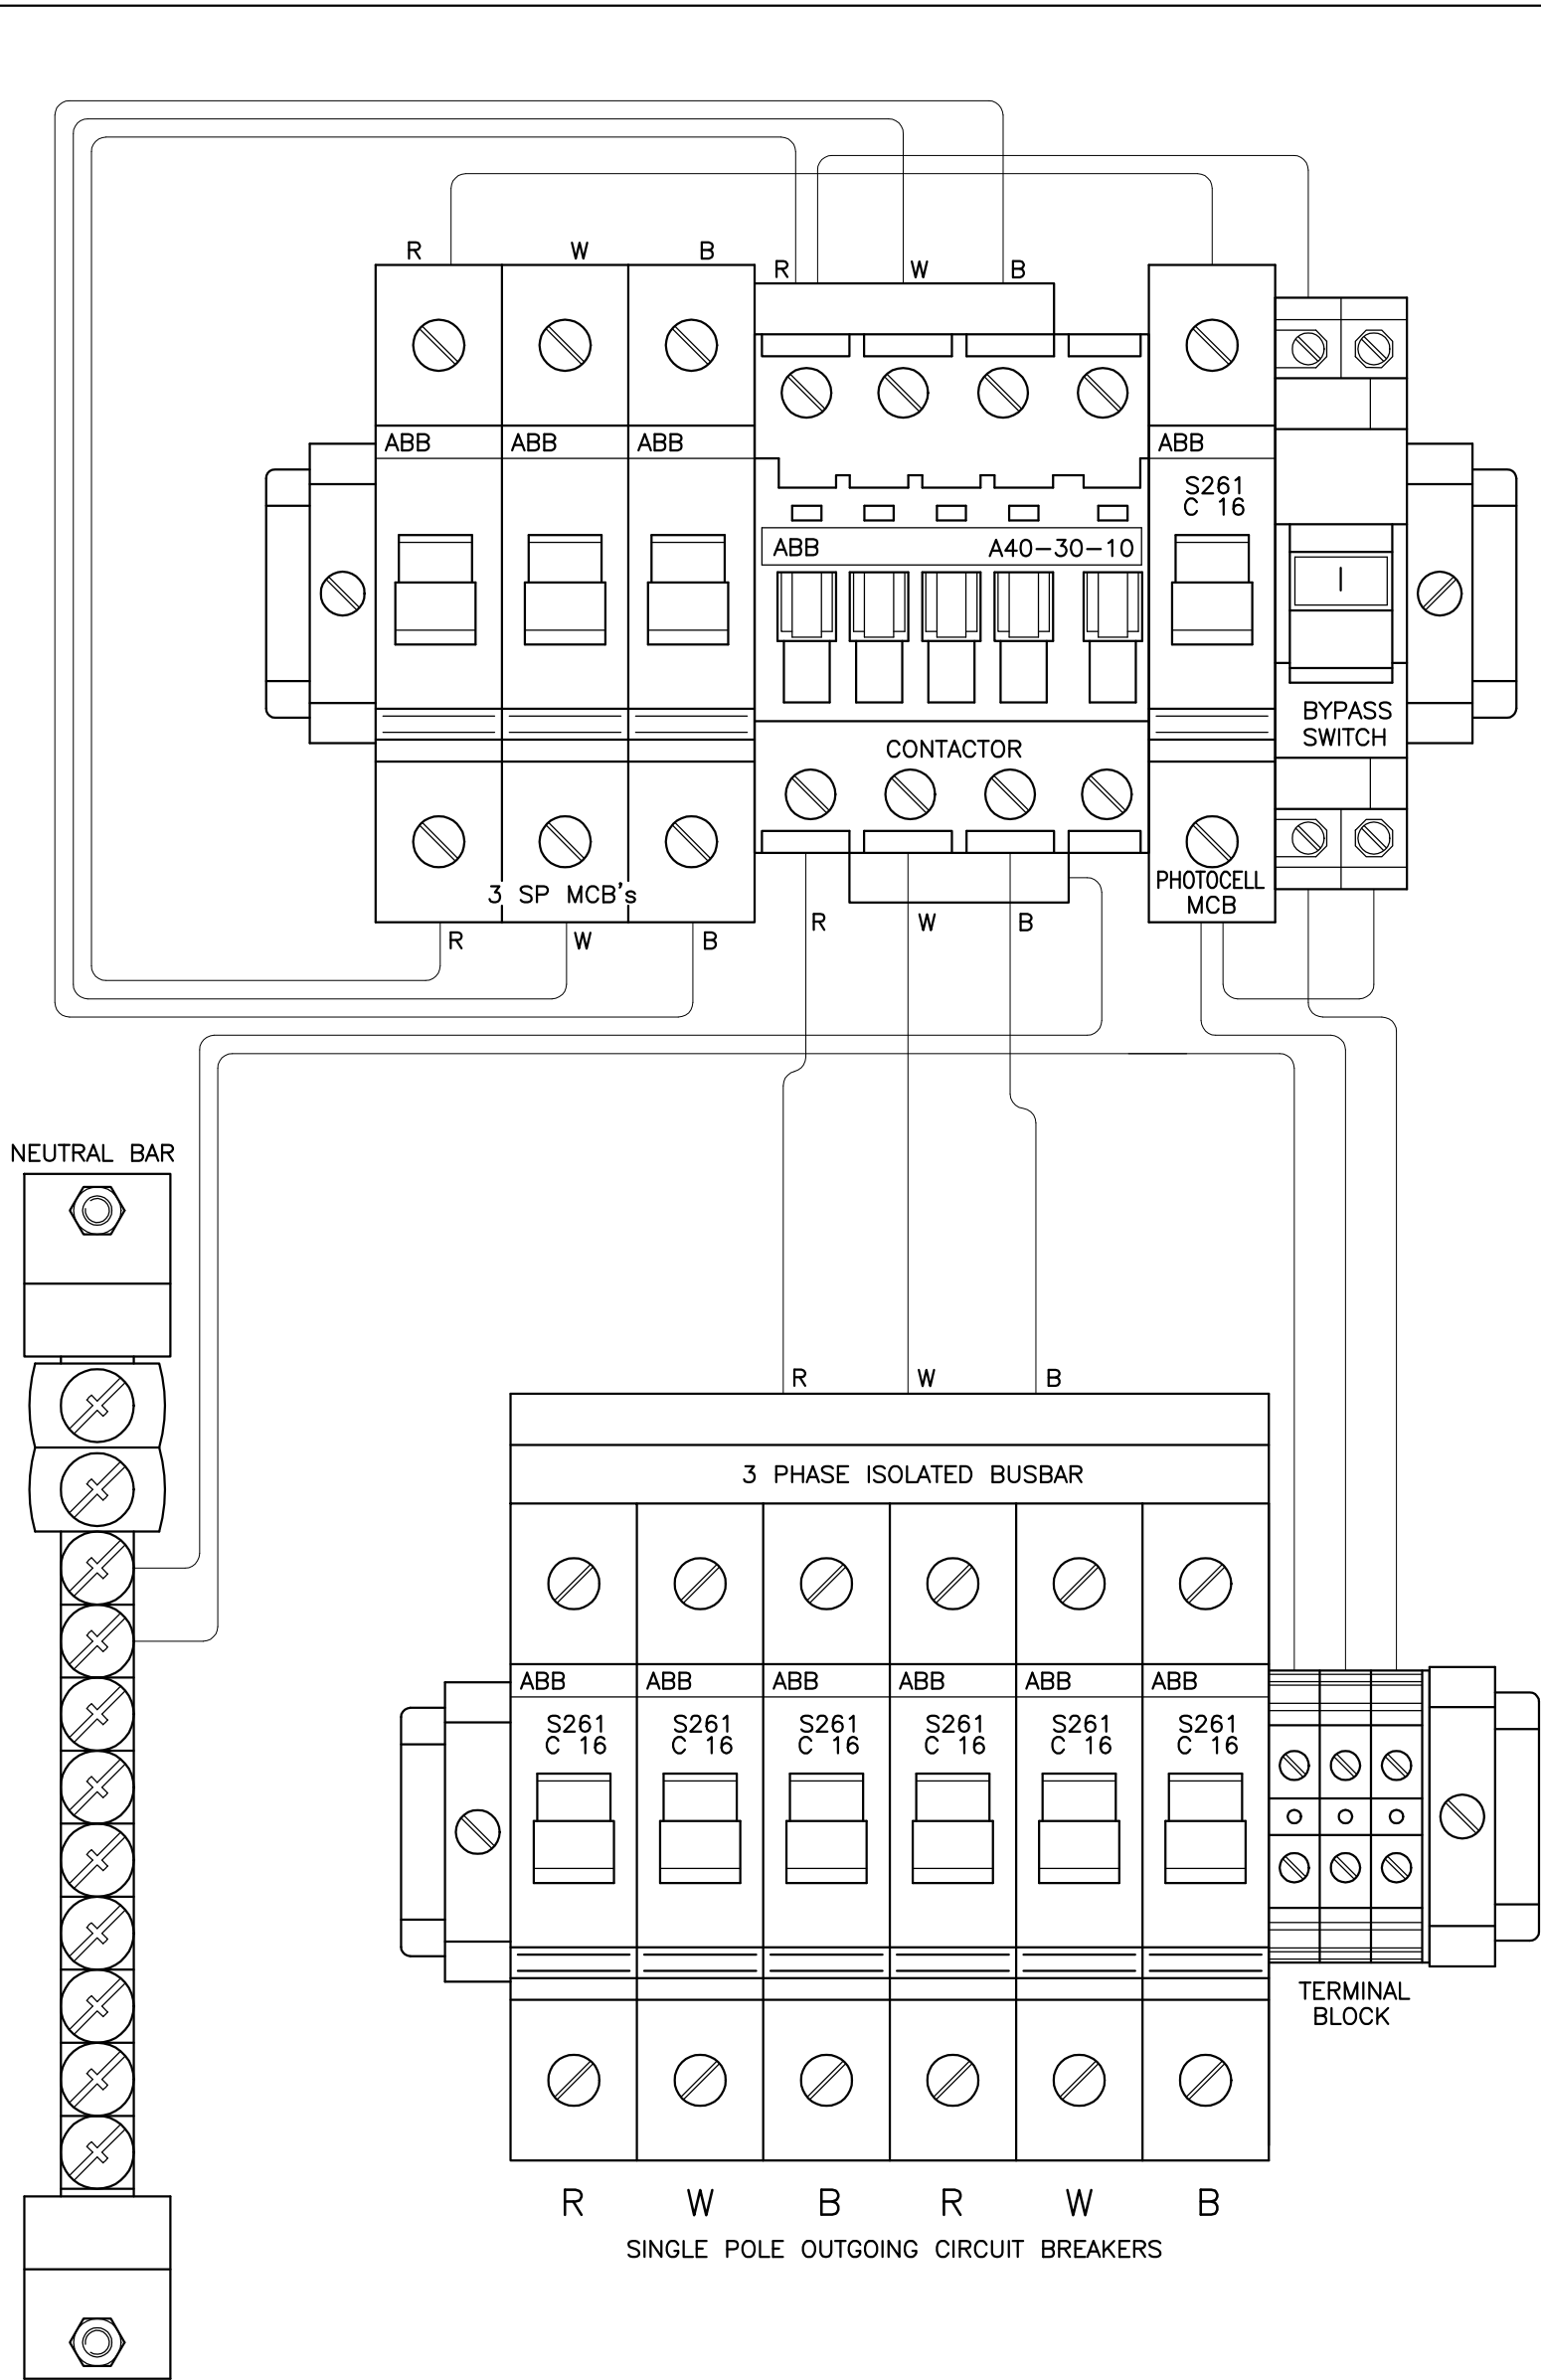 R W B
R W B
ABB ABB ABB ABB
S261
C 16
ABB A40-30-10
BYPASS
SWITCH
CONTACTOR
PHOTOCELL
MCB
3 SP MCB's
R W B
R W B
NEUTRAL BAR
R W B
3 PHASE ISOLATED BUSBAR
ABB ABB ABB ABB ABB ABB
S261 S261 S261 S261 S261 S261
C 16 C 16 C 16 C 16 C 16 C 16
TERMINAL
BLOCK
R W B R W B
SINGLE POLE OUTGOING CIRCUIT BREAKERS